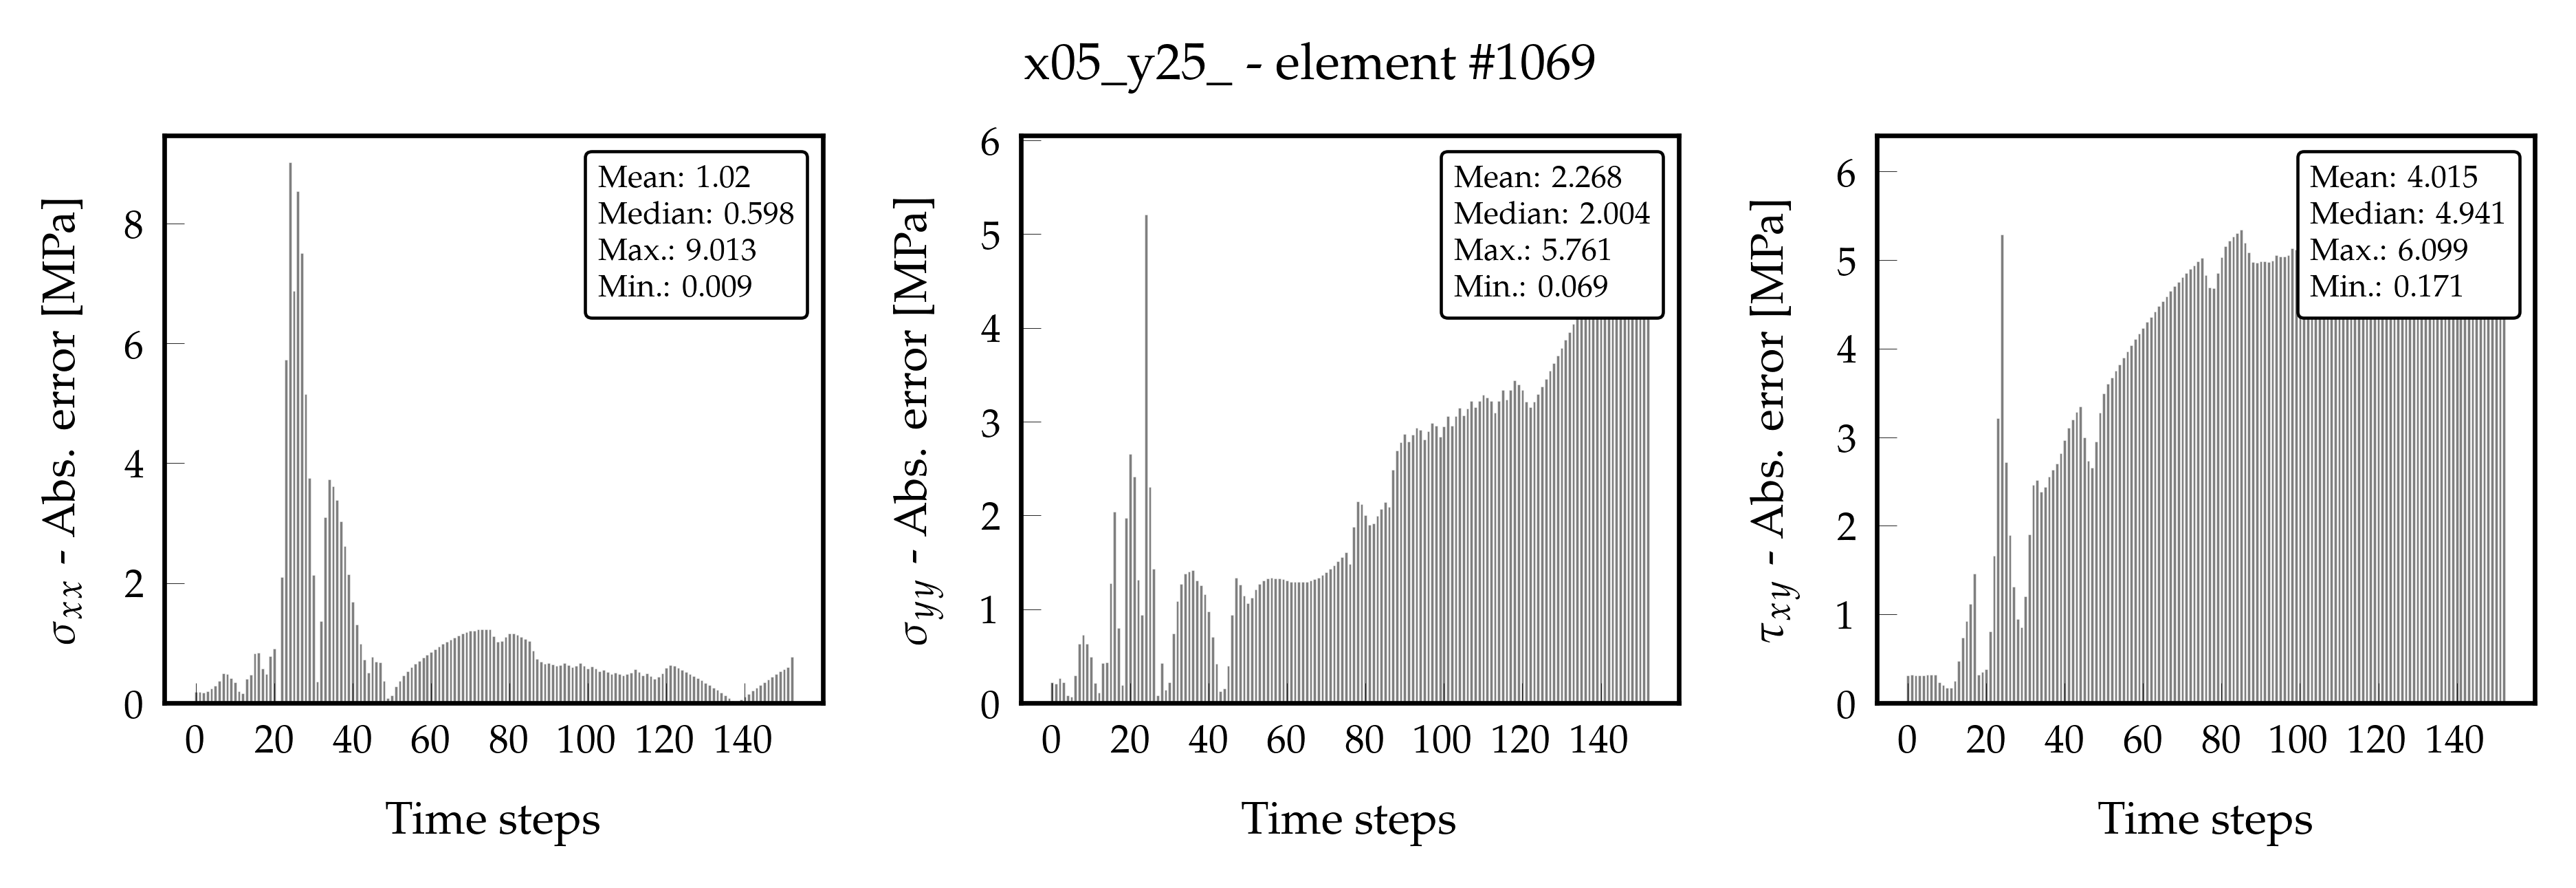 x05_y25_ - element #1069
σxx - Abs. error [MPa]
8
6
4
2
0
0 20 40 60 80 100 120 140
Time steps
Mean: 1.02
Median: 0.598
Max.: 9.013
Min.: 0.009
σyy - Abs. error [MPa]
6
5
4
3
2
1
0
0 20 40 60 80 100 120 140
Time steps
Mean: 2.268
Median: 2.004
Max.: 5.761
Min.: 0.069
τxy - Abs. error [MPa]
6
5
4
3
2
1
0
0 20 40 60 80 100 120 140
Time steps
Mean: 4.015
Median: 4.941
Max.: 6.099
Min.: 0.171